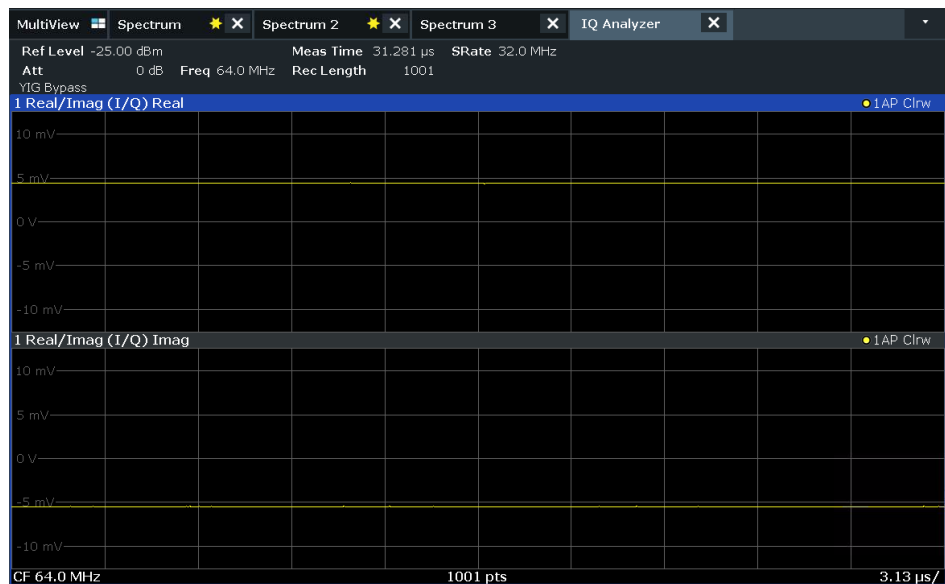 MultiView Spectrum Spectrum 2 Spectrum 3 IQ Analyzer
Ref Level -25.00 dBm Meas Time 31.281 µs SRate 32.0 MHz
Att 0 dB Freq 64.0 MHz Rec Length 1001
YIG Bypass
1 Real/Imag (I/Q) Real 1AP Clrw
10 mV
5 mV
0 V
-5 mV
-10 mV
1 Real/Imag (I/Q) Imag 1AP Clrw
10 mV
5 mV
0 V
-5 mV
-10 mV
CF 64.0 MHz 1001 pts 3.13 µs/